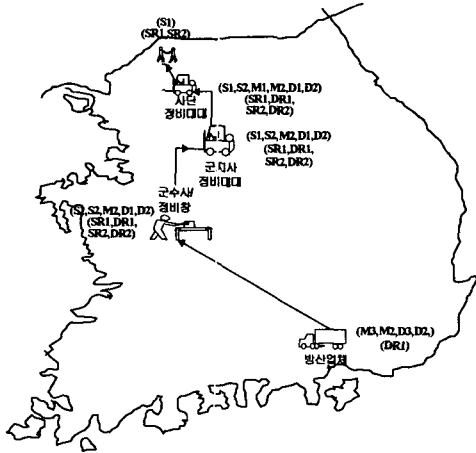 (S1)
(SR1,SR2)
사단
정비대대
(S1,S2,M1,M2,D1,D2)
(SR1,DR1,
SR2,DR2)
군지사
정비대대
(S1,S2,M2,D1,D2)
(SR1,DR1,
SR2,DR2)
군수사/
정비창
(S2,S2,M2,D1,D2)
(SR1,DR1,
SR2,DR2)
방산업체
(M3,M2,D3,D2,)
(DR1)